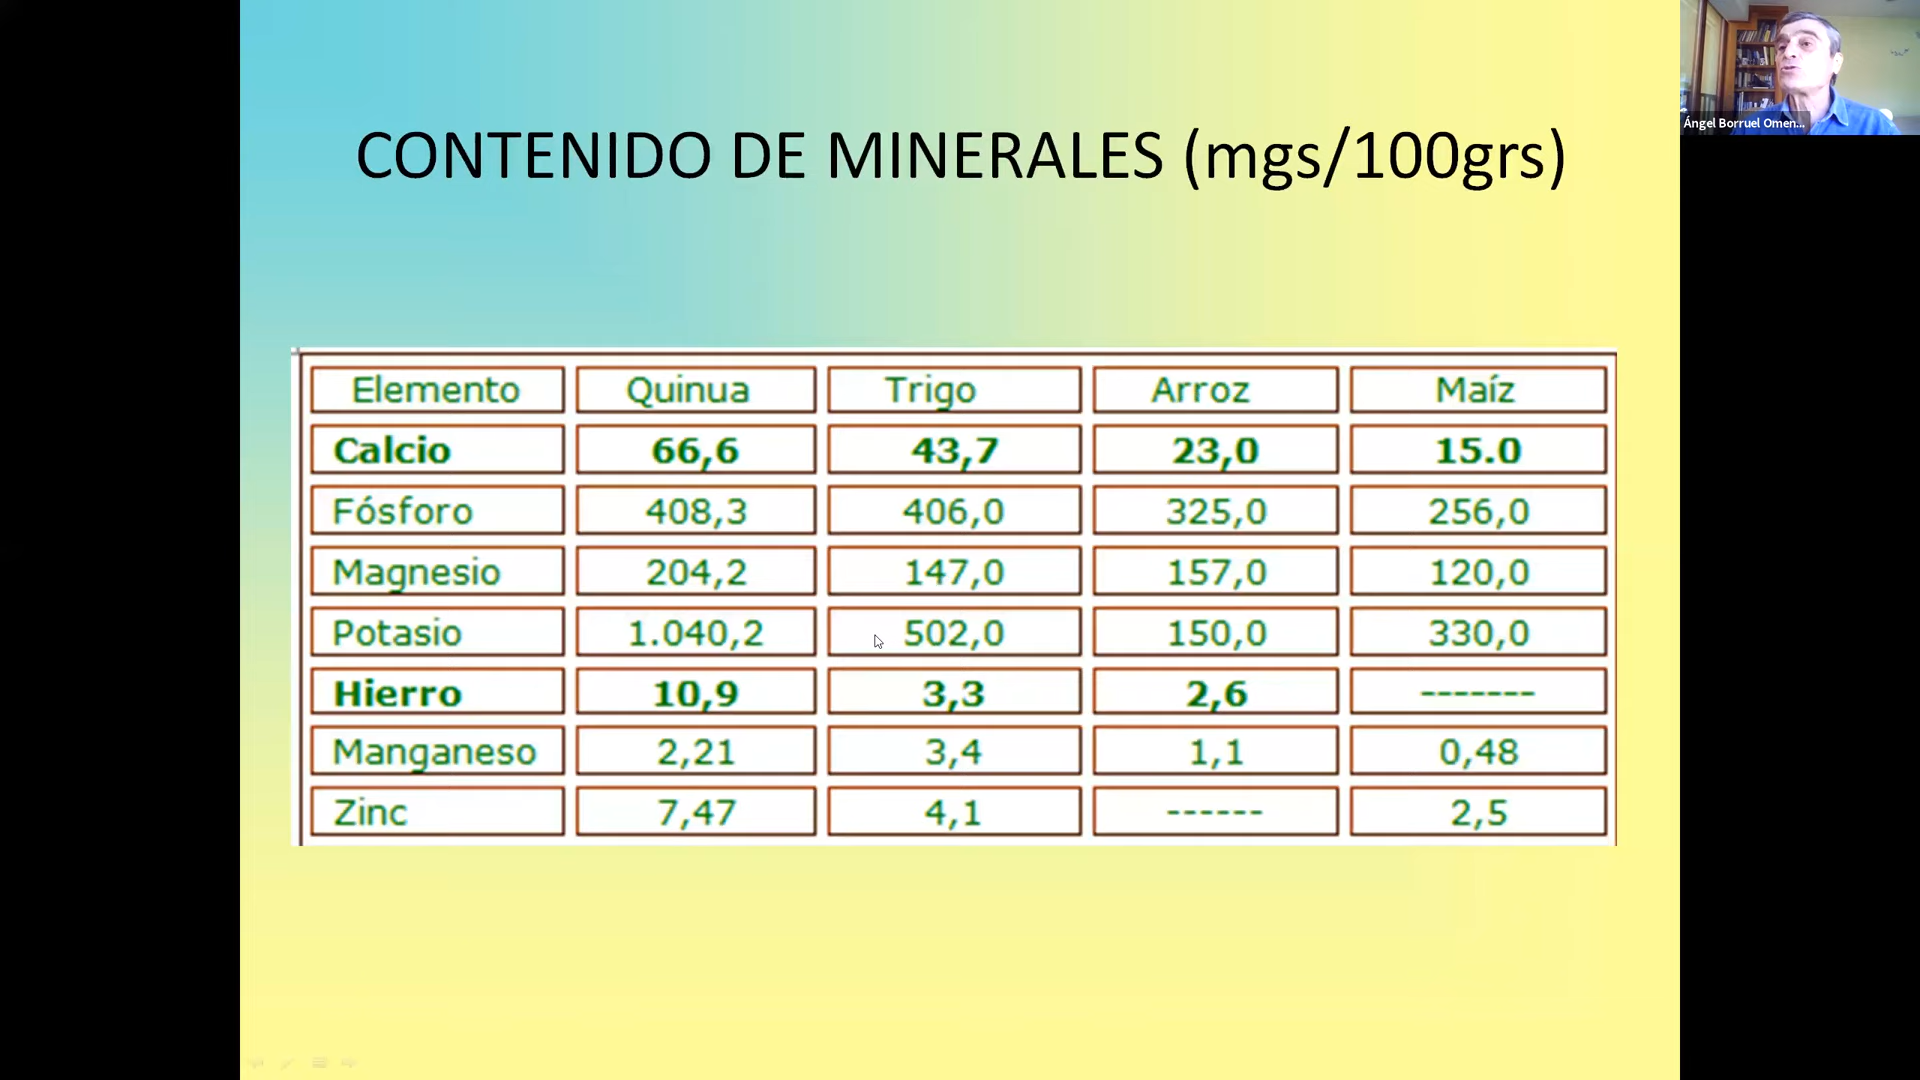 CONTENIDO DE MINERALES (mgs/100grs)
Ángel Borruel Omen...
Elemento Quinua Trigo Arroz Maíz
Calcio 66,6 43,7 23,0 15.0
Fósforo 408,3 406,0 325,0 256,0
Magnesio 204,2 147,0 157,0 120,0
Potasio 1.040,2 502,0 150,0 330,0
Hierro 10,9 3,3 2,6 -------
Manganeso 2,21 3,4 1,1 0,48
Zinc 7,47 4,1 ------ 2,5